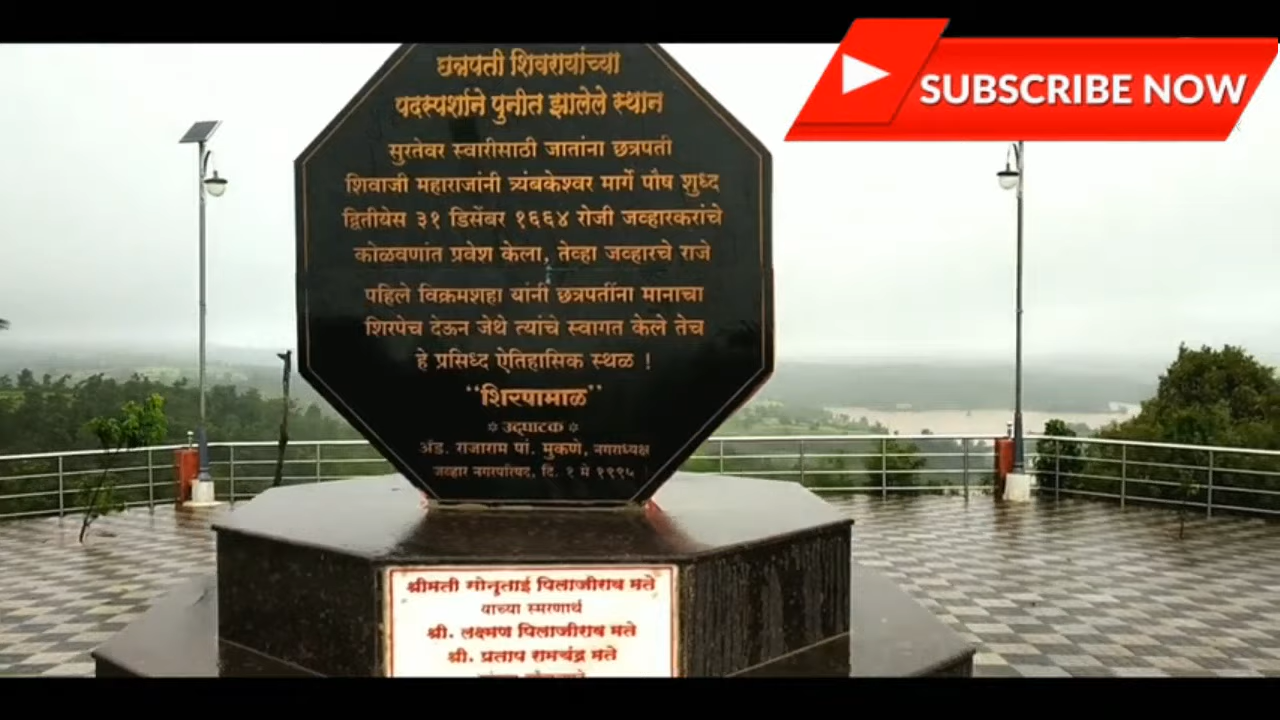 छत्रपती शिवरायांच्या
पदस्पर्शाने पुनीत झालेले स्थान
सुरतेवर स्वारीसाठी जातांना छत्रपती
शिवाजी महाराजांनी त्र्यंबकेश्वर मार्गे पौष शुध्द
द्वितीयेस ३१ डिसेंबर १६६४ रोजी जव्हारकरांचे
कोळवणांत प्रवेश केला, तेव्हा जव्हारचे राजे
पहिले विक्रमशहा यांनी छत्रपतींना मानाचा
शिरपेच देऊन जेथे त्यांचे स्वागत केले तेच
हे प्रसिध्द ऐतिहासिक स्थळ !
"शिरपामाळ"
उद्घाटक
अॅड. राजाराम पां. मुकणे, नगराध्यक्ष
जव्हार नगरपरिषद, दि. १ मे १९९५
श्रीमती गोनूताई पिलाजीराव मते
याच्या स्मरणार्थ
श्री. लक्ष्मण पिलाजीराव मते
श्री. प्रताप रामचंद्र मते
SUBSCRIBE NOW